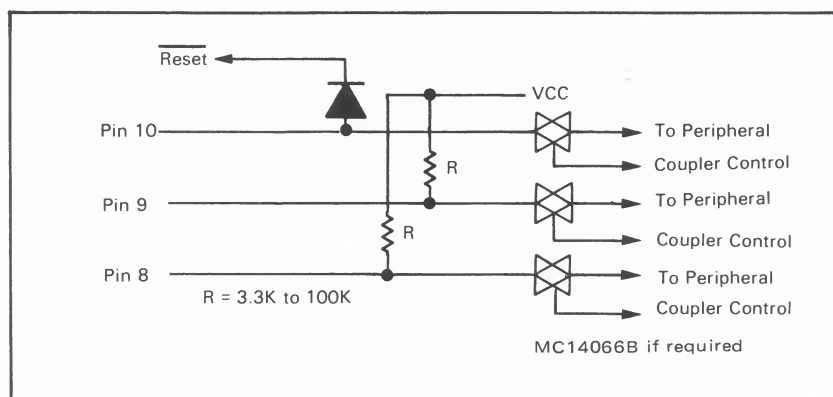 Reset
VCC
Pin 10
To Peripheral
Coupler Control
R
Pin 9
To Peripheral
R
Coupler Control
Pin 8
To Peripheral
R = 3.3K to 100K
Coupler Control
MC14066B if required